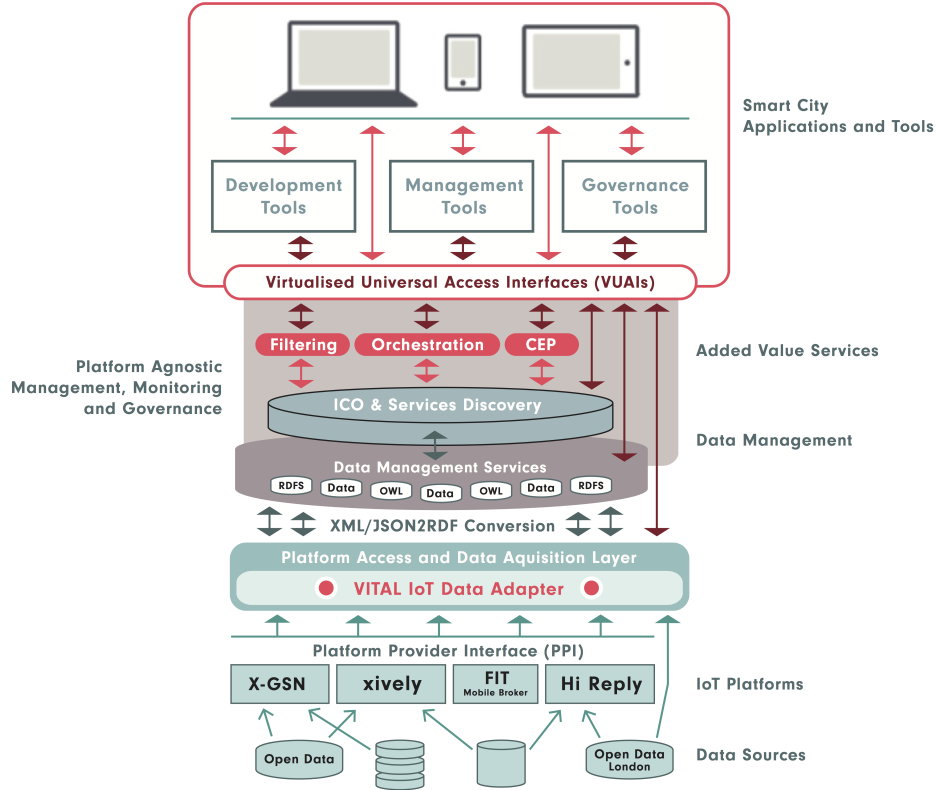 Smart City
Applications and Tools
Development
Tools
Management
Tools
Governance
Tools
Virtualised Universal Access Interfaces (VUAIs)
Filtering
Orchestration
CEP
Added Value Services
Platform Agnostic
Management, Monitoring
and Governance
ICO & Services Discovery
Data Management
Data Management Services
RDFS
Data
OWL
Data
OWL
Data
RDFS
XML/JSON2RDF Conversion
Platform Access and Data Aquisition Layer
VITAL IoT Data Adapter
Platform Provider Interface (PPI)
X-GSN
xively
FIT
Mobile Broker
Hi Reply
IoT Platforms
Open Data
Open Data
London
Data Sources